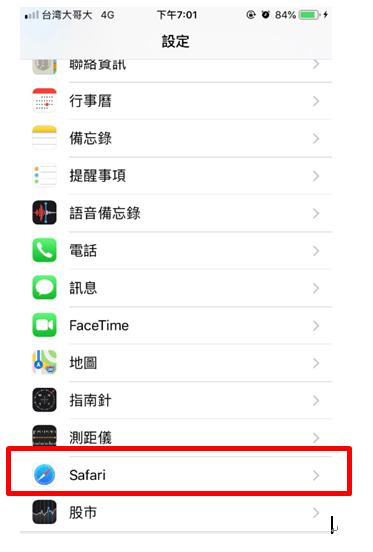 台灣大哥大 4G 下午7:01 84%
設定
聯絡資訊
行事曆
備忘錄
提醒事項
語音備忘錄
電話
訊息
FaceTime
地圖
指南針
測距儀
Safari
股市